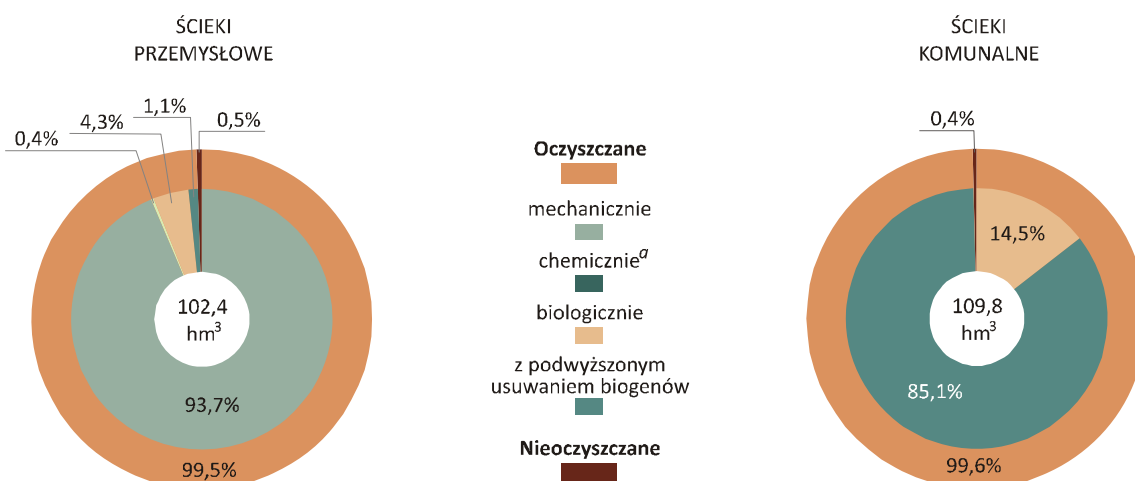 ŚCIEKI
PRZEMYSŁOWE
0,4%
4,3%
1,1%
0,5%
102,4
hm³
93,7%
99,5%
Oczyszczane
mechanicznie
chemicznieᵃ
biologicznie
z podwyższonym
usuwaniem biogenów
Nieoczyszczane
ŚCIEKI
KOMUNALNE
0,4%
14,5%
109,8
hm³
85,1%
99,6%